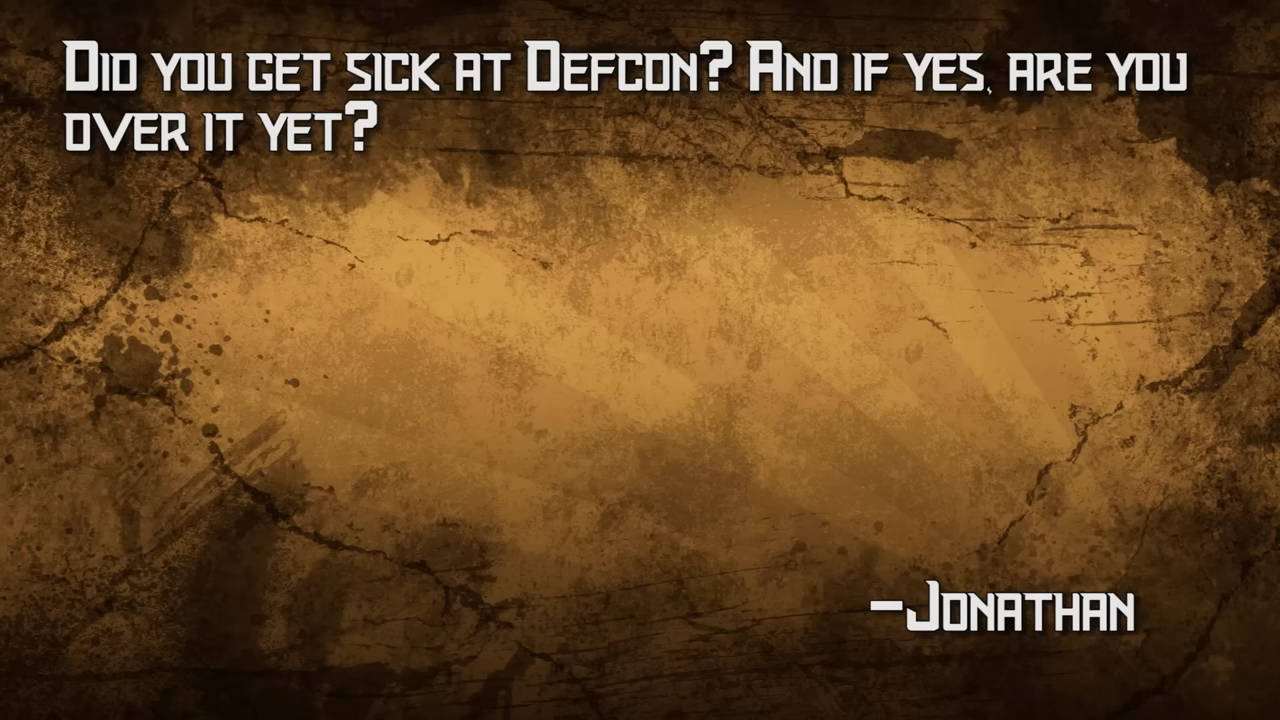 Did you get sick at Defcon? And if yes, are you
over it yet?
-Jonathan